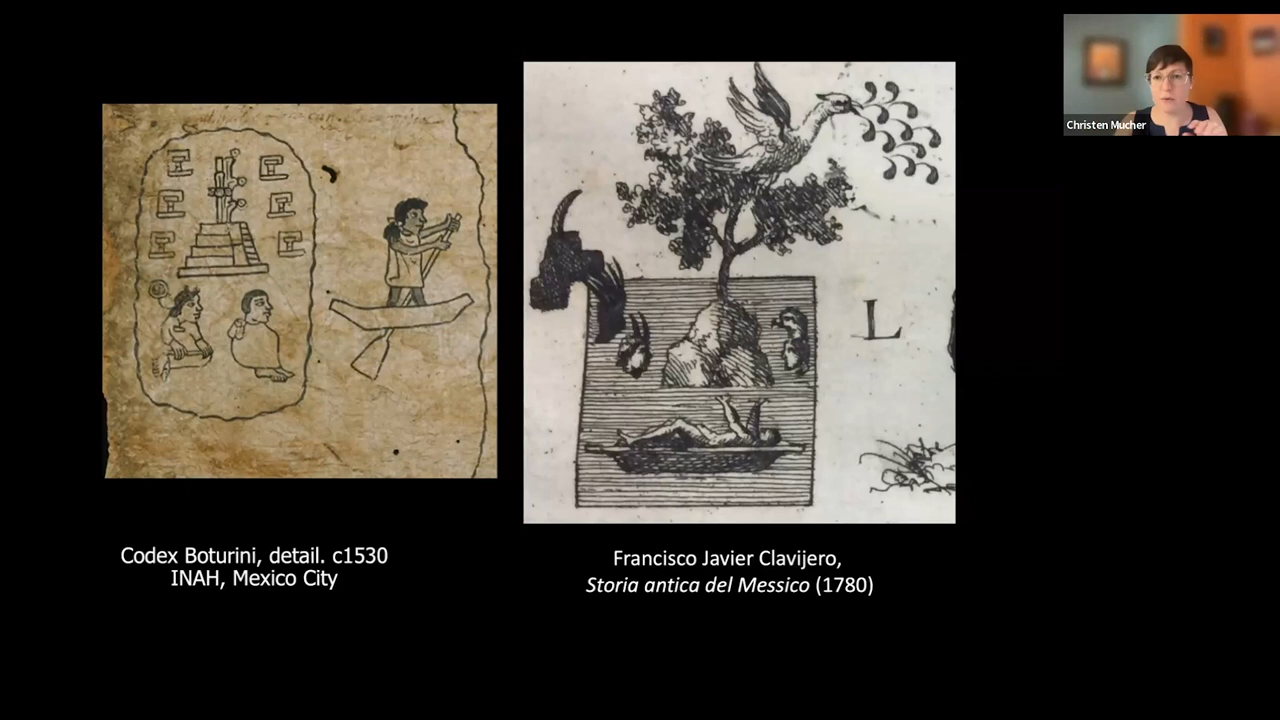 Christen Mucher
L
Codex Boturini, detail. c1530
INAH, Mexico City
Francisco Javier Clavijero,
Storia antica del Messico (1780)